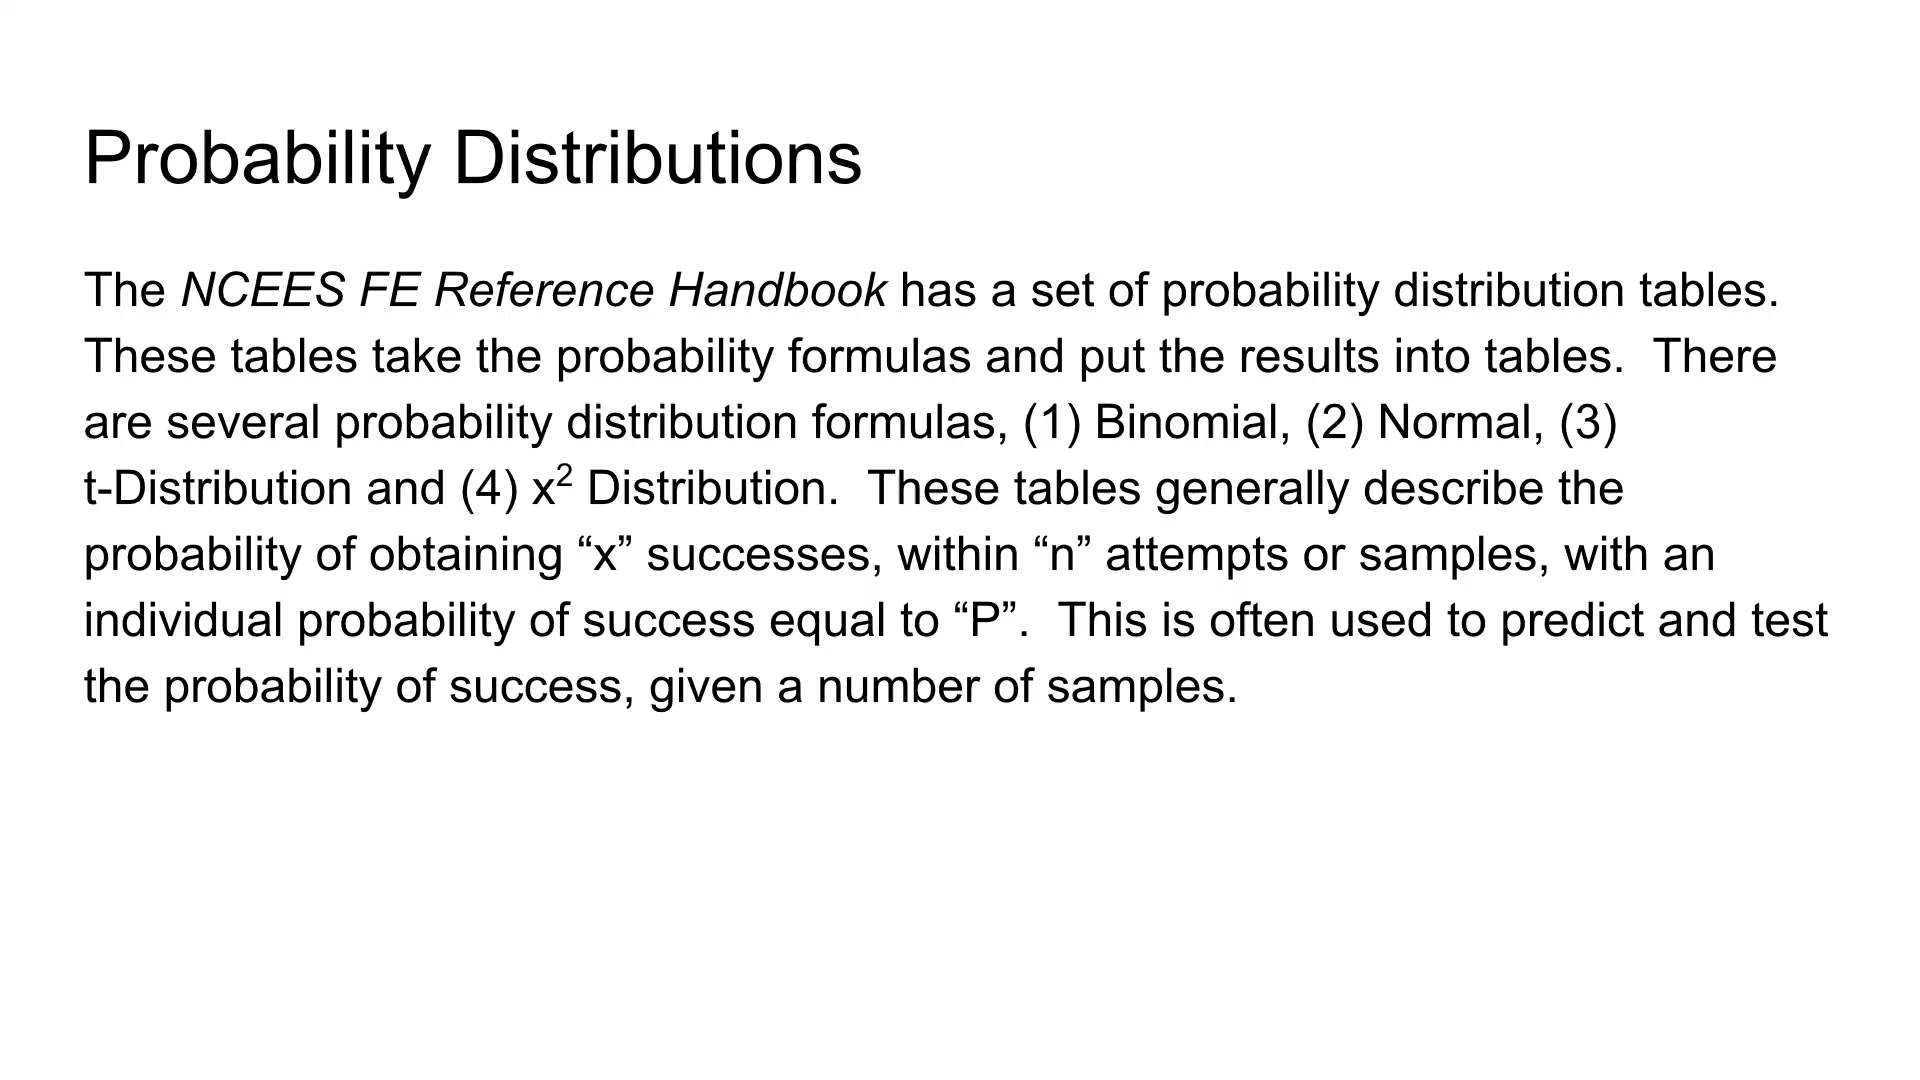 Probability Distributions
The NCEES FE Reference Handbook has a set of probability distribution tables.
These tables take the probability formulas and put the results into tables.  There
are several probability distribution formulas, (1) Binomial, (2) Normal, (3)
t-Distribution and (4) x² Distribution.  These tables generally describe the
probability of obtaining “x” successes, within “n” attempts or samples, with an
individual probability of success equal to “P”.  This is often used to predict and test
the probability of success, given a number of samples.